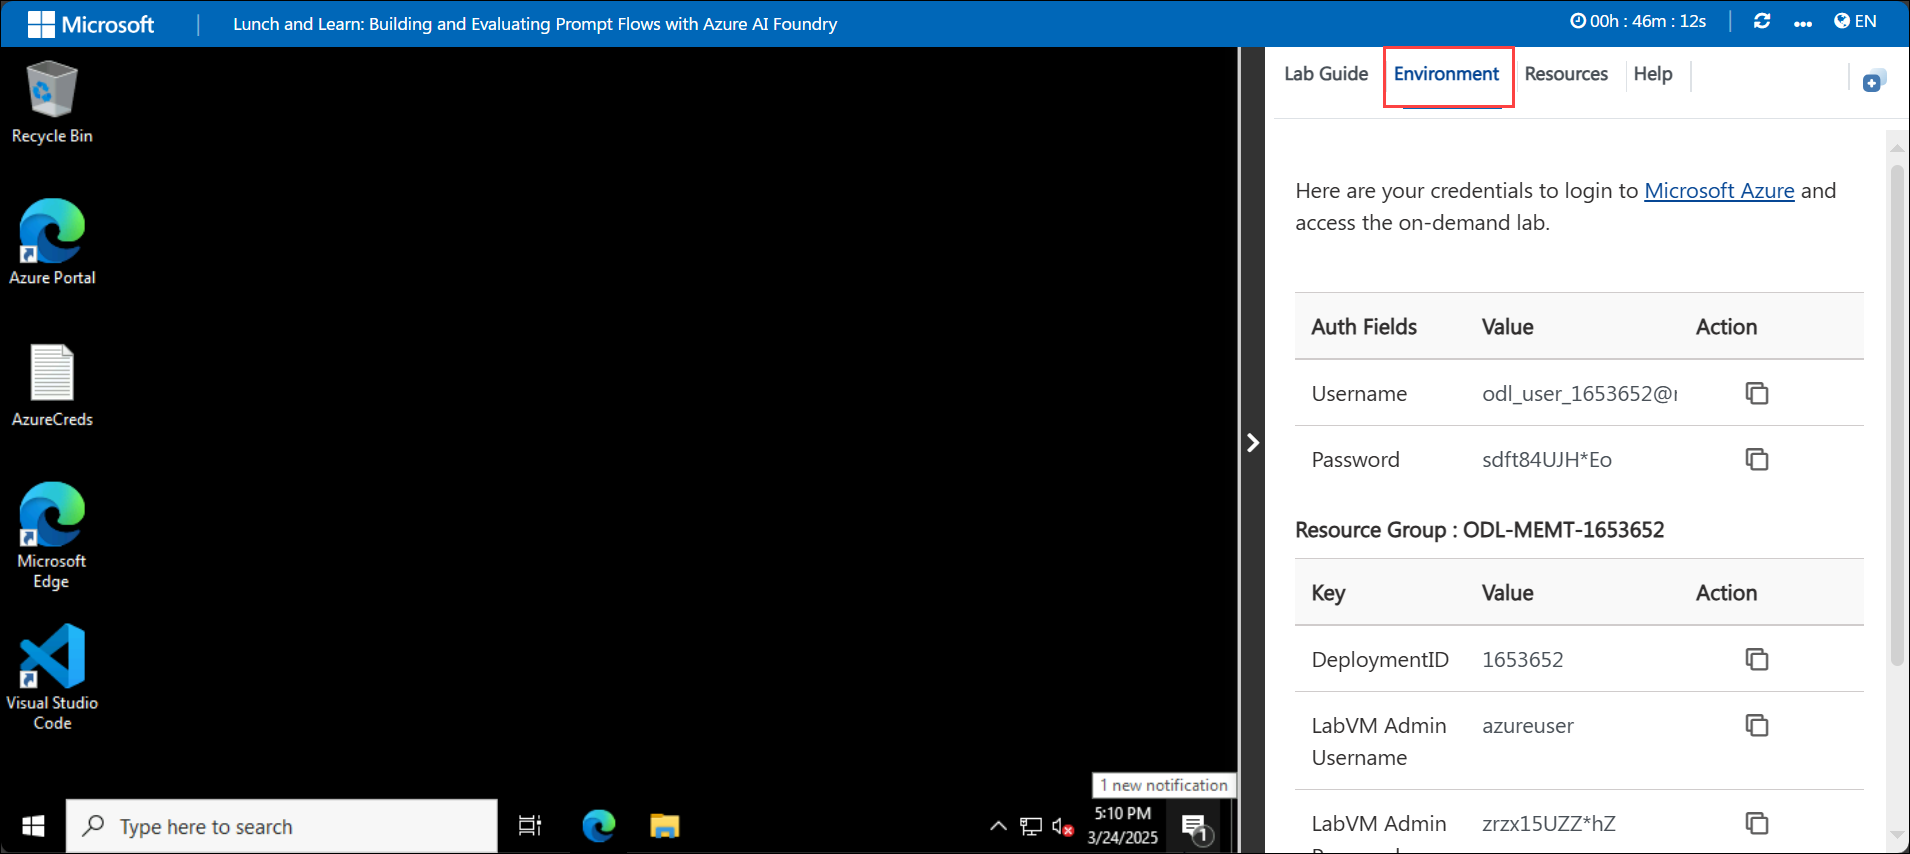 Microsoft
Lunch and Learn: Building and Evaluating Prompt Flows with Azure AI Foundry
00h : 46m : 12s
EN
Recycle Bin
Azure Portal
AzureCreds
Microsoft
Edge
Visual Studio
Code
Type here to search
1 new notification
5:10 PM
3/24/2025
1
Lab Guide
Environment
Resources
Help
Here are your credentials to login to Microsoft Azure and
access the on-demand lab.
Auth Fields Value Action
Username odl_user_1653652@
Password sdft84UJH*Eo
Resource Group : ODL-MEMT-1653652
Key Value Action
DeploymentID 1653652
LabVM Admin azureuser
Username
LabVM Admin zrzx15UZZ*hZ